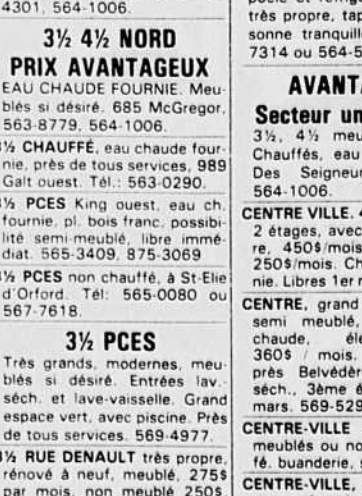 4301, 564-1006.
3½ 4½ NORD
PRIX AVANTAGEUX
EAU CHAUDE FOURNIE. Meu-
blés si désiré. 685 McGregor,
563-8779, 564-1006.
½ CHAUFFÉ, eau chaude four-
nie, près de tous services, 989
Galt ouest. Tél.: 563-0290.
½ PCES King ouest, eau ch.
fournie, pl. bois franc, possibi-
lité semi-meublé, libre immé-
diat. 565-3409, 875-3069
½ PCES non chauffé, à St-Elie
d'Orford. Tél: 565-0080 ou
567-7618.
3½ PCES
Très grands, modernes, meu-
blés si désiré. Entrées lav.-
séch. et lave-vaisselle. Grand
espace vert, avec piscine. Près
de tous services. 569-4977.
½ RUE DENAULT très propre,
rénové à neuf, meublé, 275$
par mois, non meublé 250$
très propre, tap
sonne tranquill
7314 ou 564-5
AVANTA
Secteur un
3½, 4½ meu
Chauffés, eau
Des Seigneur
564-1006.
CENTRE VILLE. 4
2 étages, avec
re, 450$/mois
250$/mois. Ch
nie. Libres 1er
CENTRE, grand
semi meublé,
chaude, éle
360$ / mois.
près Belvédèr
séch., 3ème é
mars. 569-529
CENTRE-VILLE
meublés ou no
fé. buanderie,
CENTRE-VILLE.